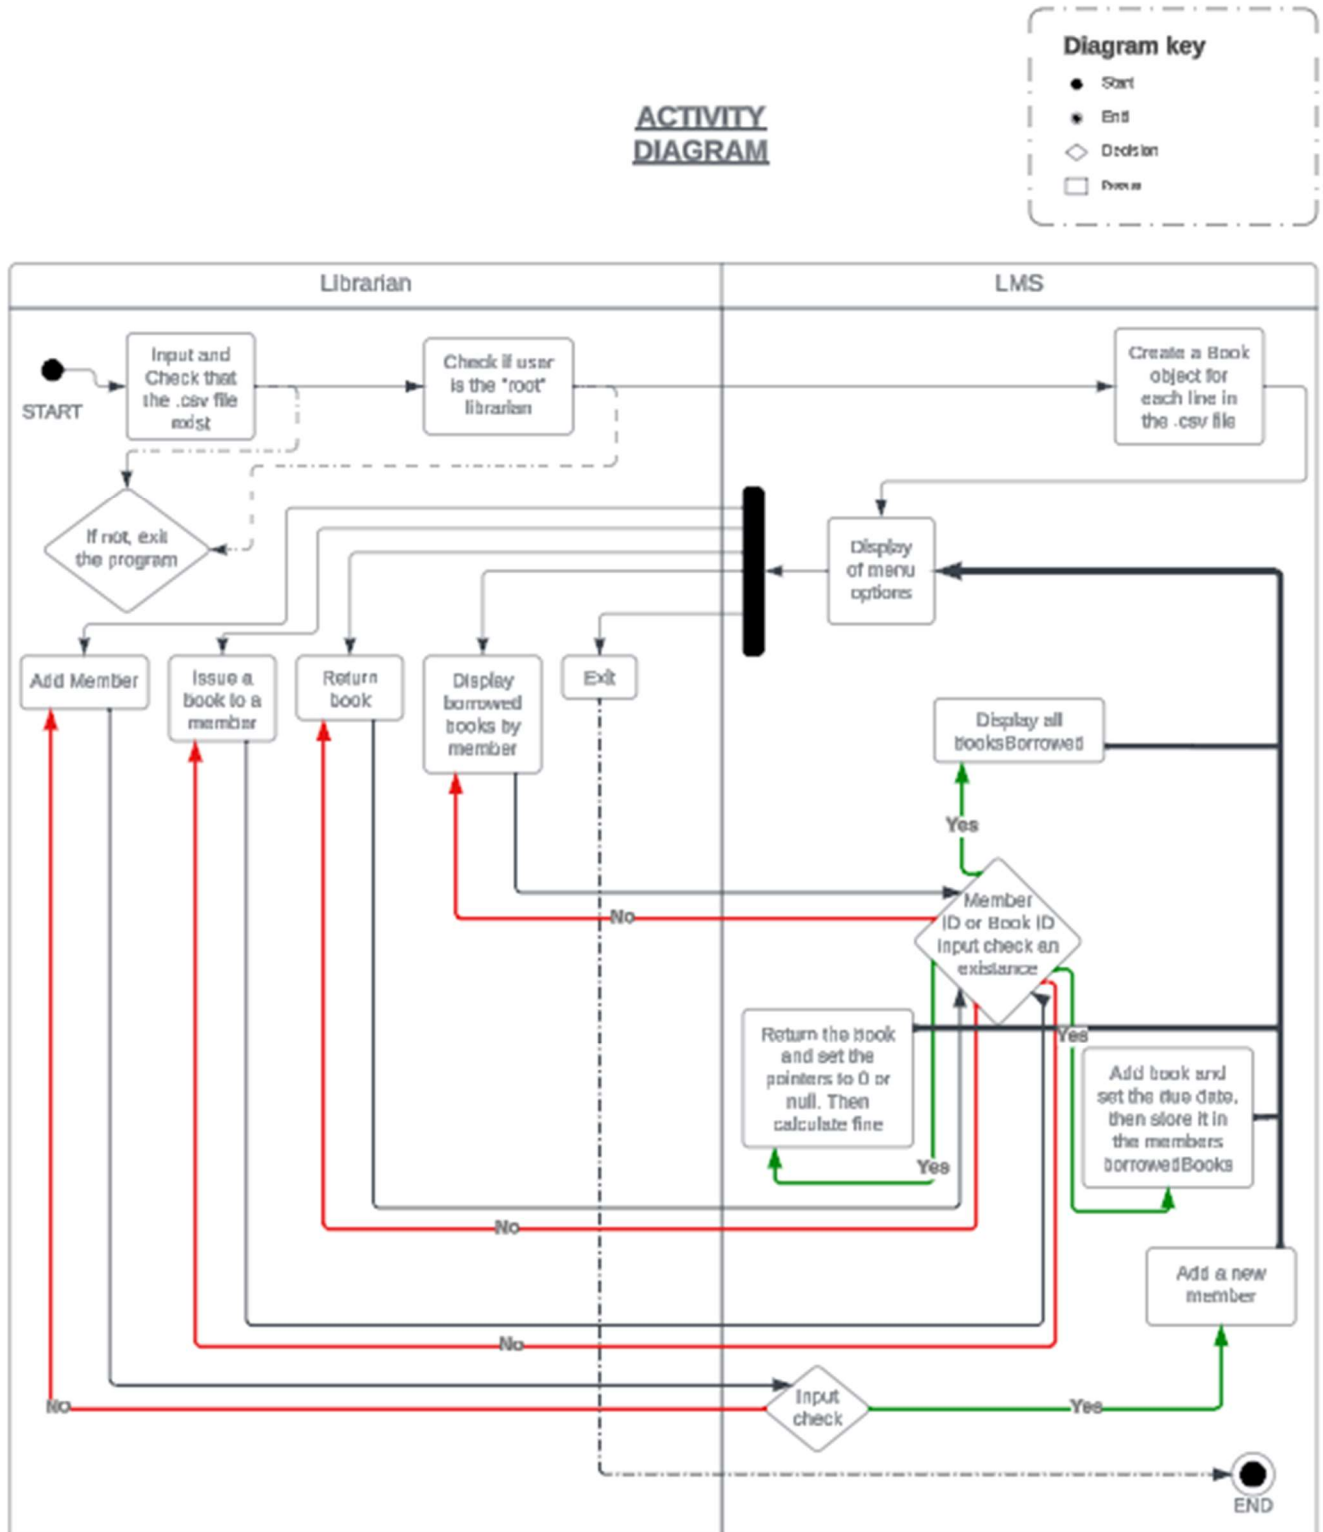 Diagram key
Start
End
Decision
ACTIVITY
DIAGRAM
Librarian
LMS
START
Input and
Check that
the .csv file
exist
Check if user
is the "root"
librarian
Create a Book
object for
each line in
the .csv file
If not, exit
the program
Display
of menu
options
Add Member
Issue a
book to a
member
Return
book
Display
borrowed
books by
member
Exit
Display all
booksBorrowed
Yes
Member
ID or Book ID
input check an
existance
No
Return the book
and set the
pointers to 0 or
null. Then
calculate fine
Yes
Add book and
set the due date,
then store it in
the members
borrowedBooks
Yes
No
Add a new
member
No
Input
check
No
Yes
END